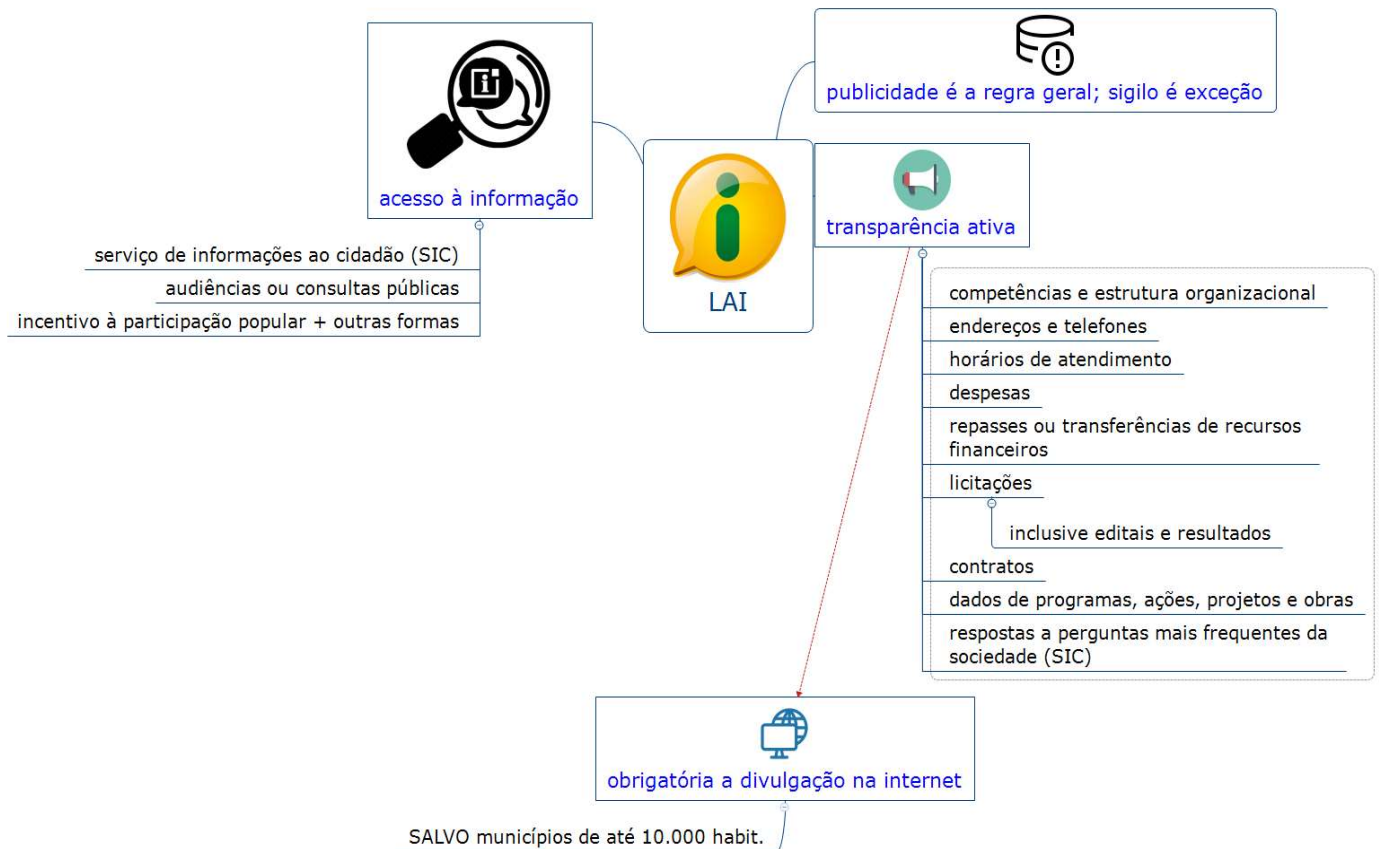 publicidade é a regra geral; sigilo é exceção
acesso à informação
serviço de informações ao cidadão (SIC)
audiências ou consultas públicas
incentivo à participação popular + outras formas
LAI
transparência ativa
competências e estrutura organizacional
endereços e telefones
horários de atendimento
despesas
repasses ou transferências de recursos
financeiros
licitações
inclusive editais e resultados
contratos
dados de programas, ações, projetos e obras
respostas a perguntas mais frequentes da
sociedade (SIC)
obrigatória a divulgação na internet
SALVO municípios de até 10.000 habit.